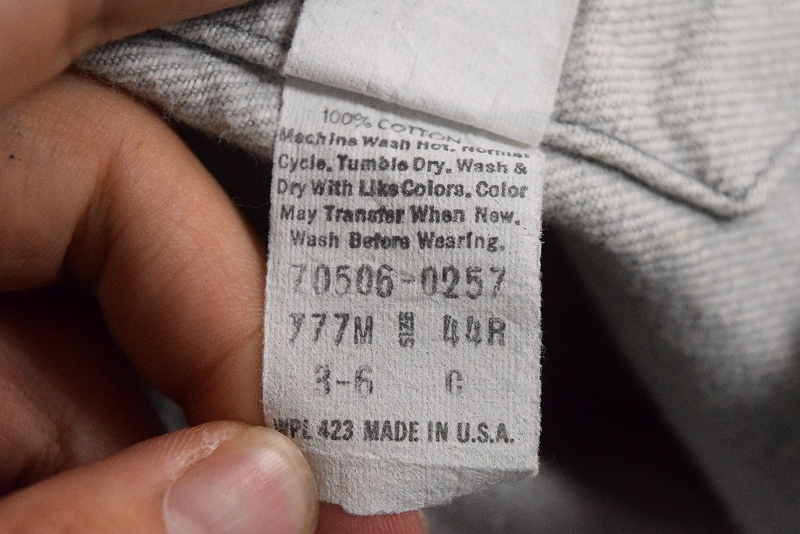 100% COTTON
Machine Wash Hot. Normal
Cycle. Tumble Dry. Wash &
Dry With Like Colors. Color
May Transfer When New.
Wash Before Wearing.
70506-0257
777M SIZE 44R
3-6 C
WPL 423 MADE IN U.S.A.